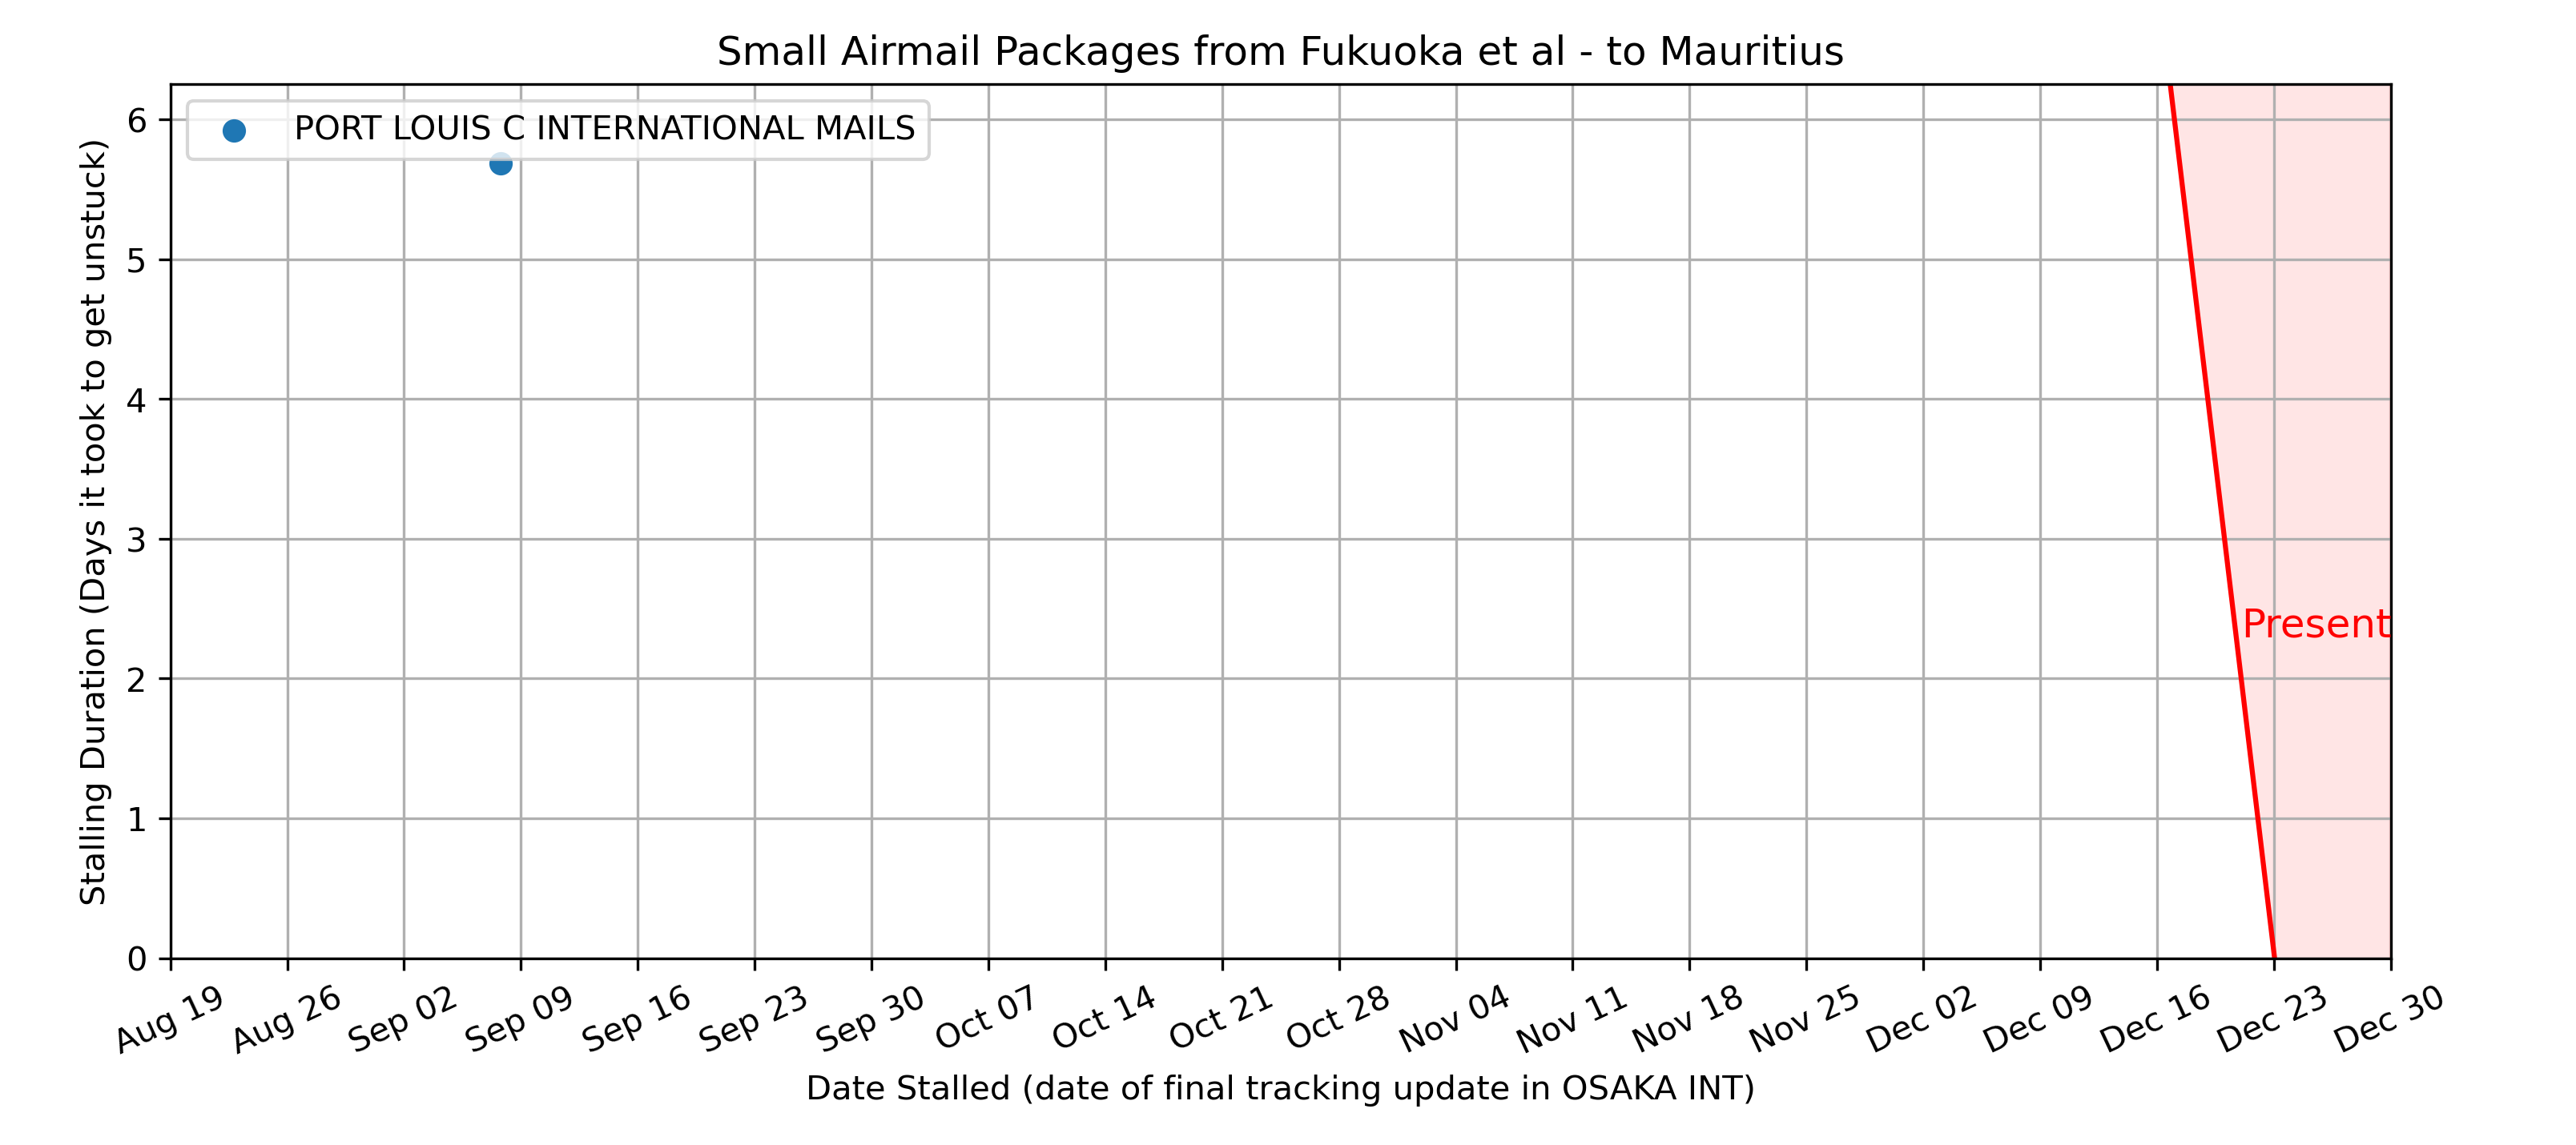 Small Airmail Packages from Fukuoka et al - to Mauritius
PORT LOUIS C INTERNATIONAL MAILS
Stalling Duration (Days it took to get unstuck)
6
5
4
3
2
1
0
Present
Aug 19 Aug 26 Sep 02 Sep 09 Sep 16 Sep 23 Sep 30 Oct 07 Oct 14 Oct 21 Oct 28 Nov 04 Nov 11 Nov 18 Nov 25 Dec 02 Dec 09 Dec 16 Dec 23 Dec 30
Date Stalled (date of final tracking update in OSAKA INT)